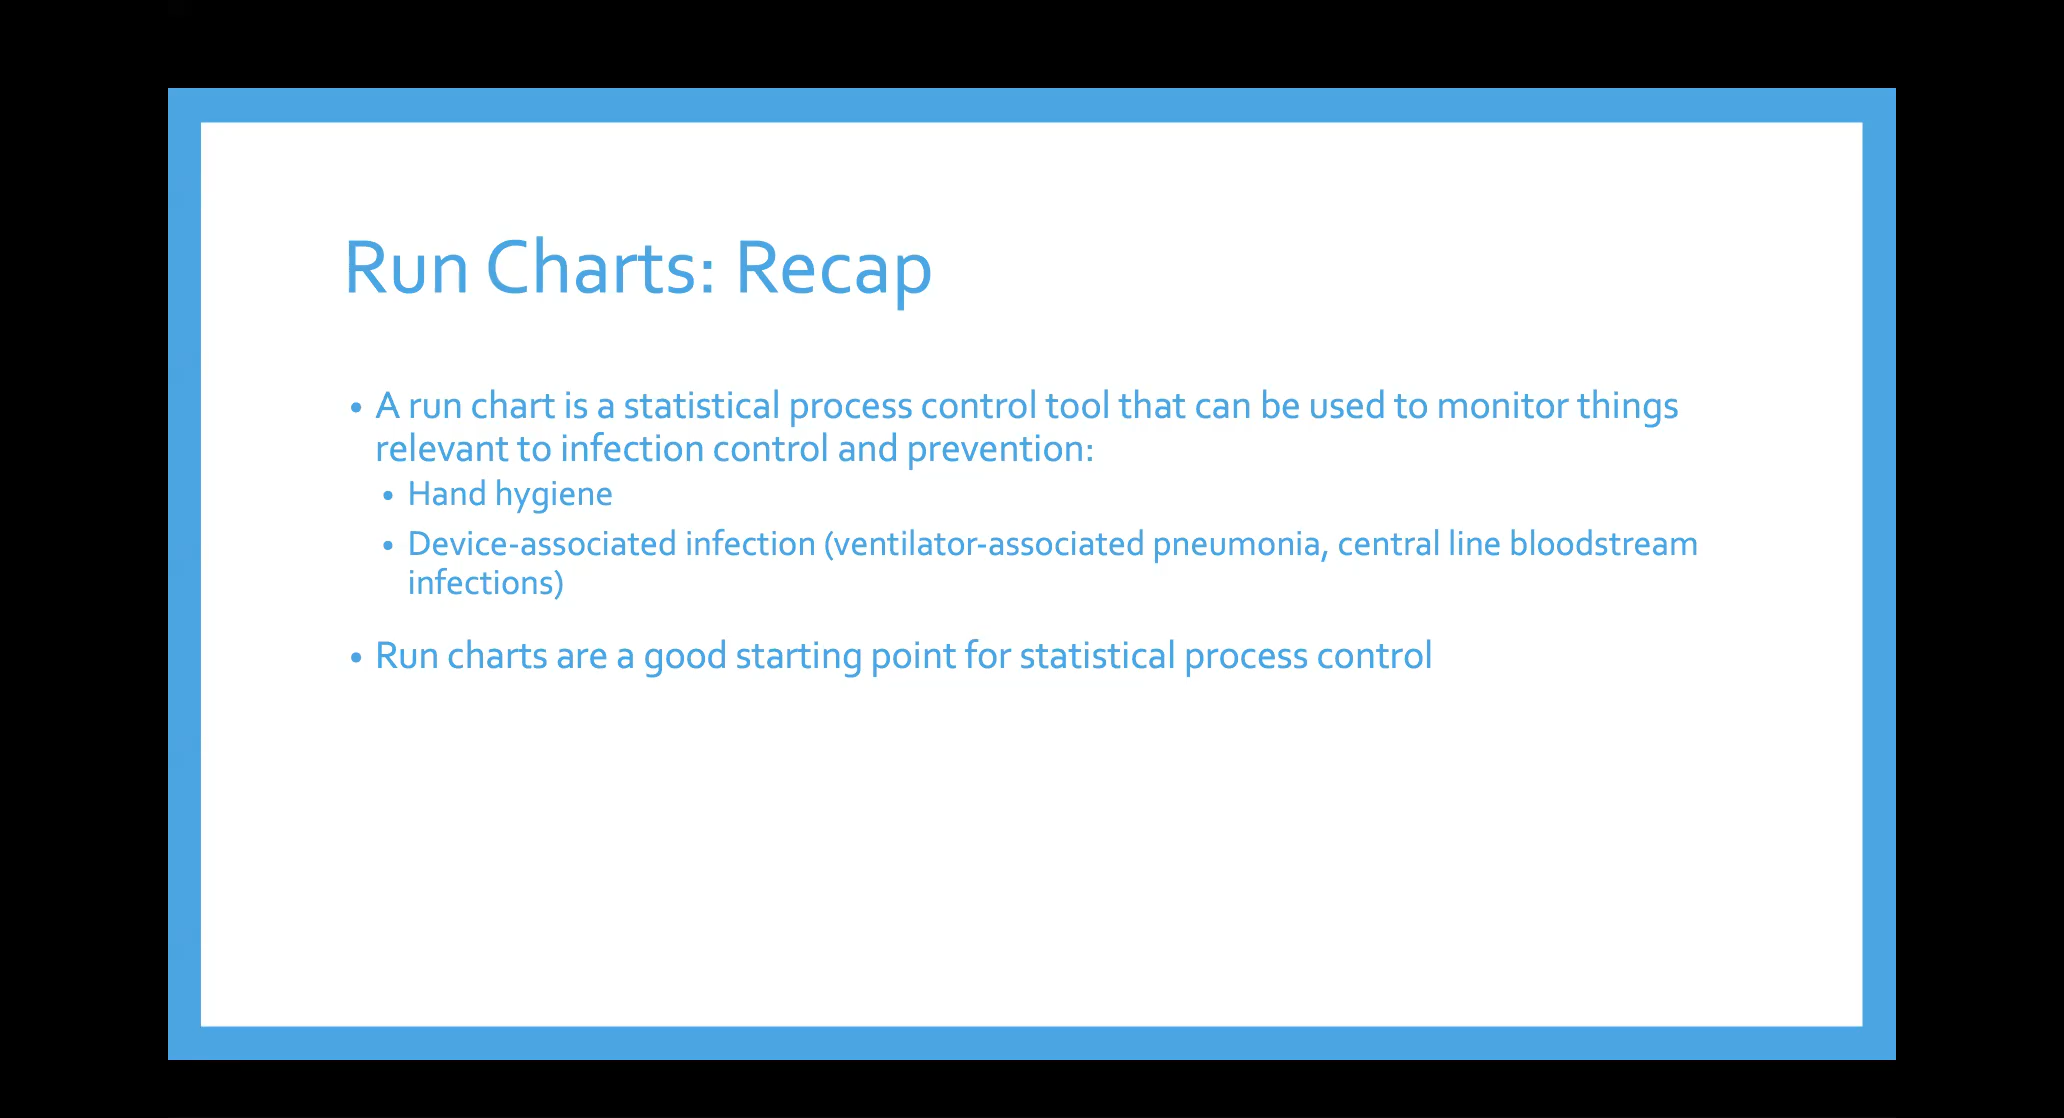 Run Charts: Recap
• A run chart is a statistical process control tool that can be used to monitor things
relevant to infection control and prevention:
• Hand hygiene
• Device-associated infection (ventilator-associated pneumonia, central line bloodstream
infections)
• Run charts are a good starting point for statistical process control